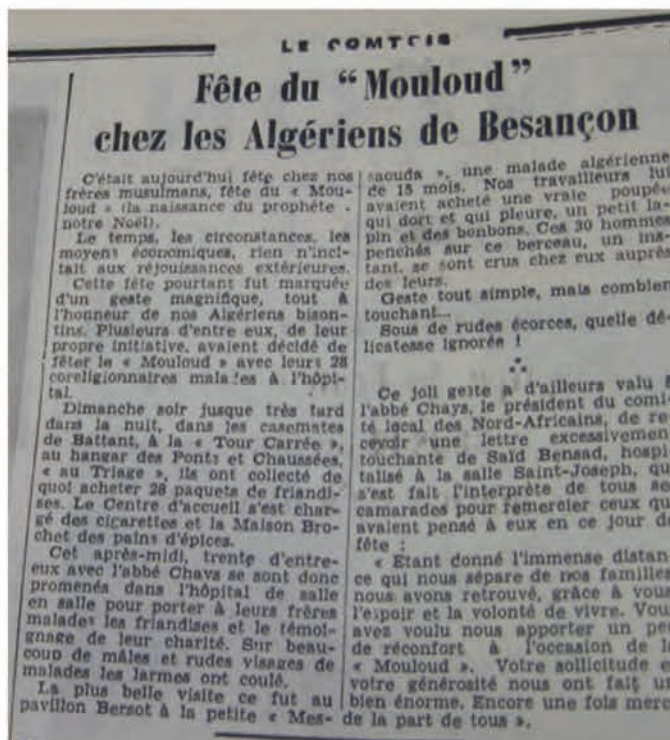 LE COMTOIS
Fête du “Mouloud”
chez les Algériens de Besançon
C'était aujourd'hui fête chez nos
frères musulmans, fête du « Mou-
loud » (la naissance du prophète .
notre Noël).
Le temps, les circonstances, les
moyens économiques, rien n'inci-
tait aux réjouissances extérieures.
Cette fête pourtant fut marquée
d'un geste magnifique, tout à
l'honneur de nos Algériens bison-
tins. Plusieurs d'entre eux, de leur
propre initiative, avaient décidé de
fêter le « Mouloud » avec leurs 28
coreligionnaires malades à l'hôpi-
tal.
Dimanche soir jusque très tard
dans la nuit, dans les casemates
de Battant, à la « Tour Carrée »,
au hangar des Ponts et Chaussées,
« au Triage », ils ont collecté de
quoi acheter 28 paquets de friandi-
ses. Le Centre d'accueil s'est char-
gé des cigarettes et la Maison Bro-
chet des pains d'épices.
Cet après-midi, trente d'entre-
eux avec l'abbé Chays se sont donc
promenés dans l'hôpital de salle
en salle pour porter à leurs frères
malades les friandises et le témoi-
gnage de leur charité. Sur beau-
coup de mâles et rudes visages de
malades les larmes ont coulé.
La plus belle visite ce fut au
pavillon Bersot à la petite « Mes-
saouda », une malade algérienne
de 15 mois. Nos travailleurs lui
avaient acheté une vraie poupée
qui dort et qui pleure, un petit la-
pin et des bonbons. Ces 30 hommes
penchés sur ce berceau, un ins-
tant, se sont crus chez eux auprès
des leurs.
Geste tout simple, mais combien
touchant...
Sous de rudes écorces, quelle dé-
licatesse ignorée !
Ce joli geste a d'ailleurs valu à
l'abbé Chays, le président du comi-
té local des Nord-Africains, de re-
cevoir une lettre excessivement
touchante de Saïd Bensad, hospi-
talisé à la salle Saint-Joseph, qui
s'est fait l'interprète de tous ses
camarades pour remercier ceux qui
avaient pensé à eux en ce jour de
fête :
« Etant donné l'immense distan-
ce qui nous sépare de nos familles
nous avons retrouvé, grâce à vous
l'espoir et la volonté de vivre. Vous
avez voulu nous apporter un peu
de réconfort à l'occasion de la
« Mouloud ». Votre sollicitude et
votre générosité nous ont fait un
bien énorme. Encore une fois merci
de la part de tous ».